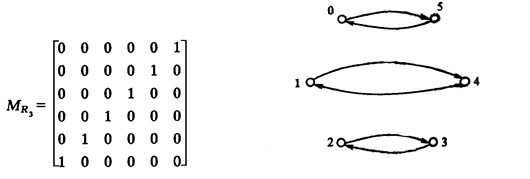 0 5
0 0 0 0 0 1
0 0 0 0 1 0
0 0 0 1 0 0
1 4
M_{R_3} =
0 0 1 0 0 0
0 1 0 0 0 0
2 3
1 0 0 0 0 0